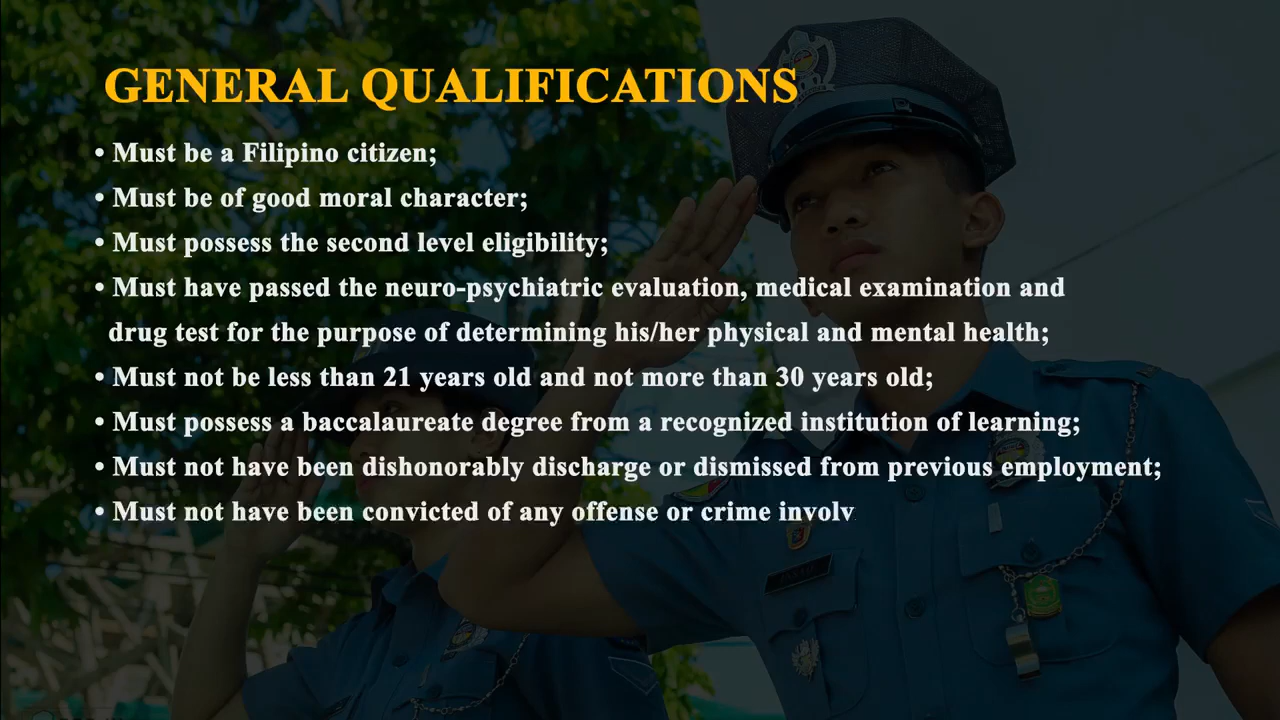 GENERAL QUALIFICATIONS
• Must be a Filipino citizen;
• Must be of good moral character;
• Must possess the second level eligibility;
• Must have passed the neuro-psychiatric evaluation, medical examination and
drug test for the purpose of determining his/her physical and mental health;
• Must not be less than 21 years old and not more than 30 years old;
• Must possess a baccalaureate degree from a recognized institution of learning;
• Must not have been dishonorably discharge or dismissed from previous employment;
• Must not have been convicted of any offense or crime involv